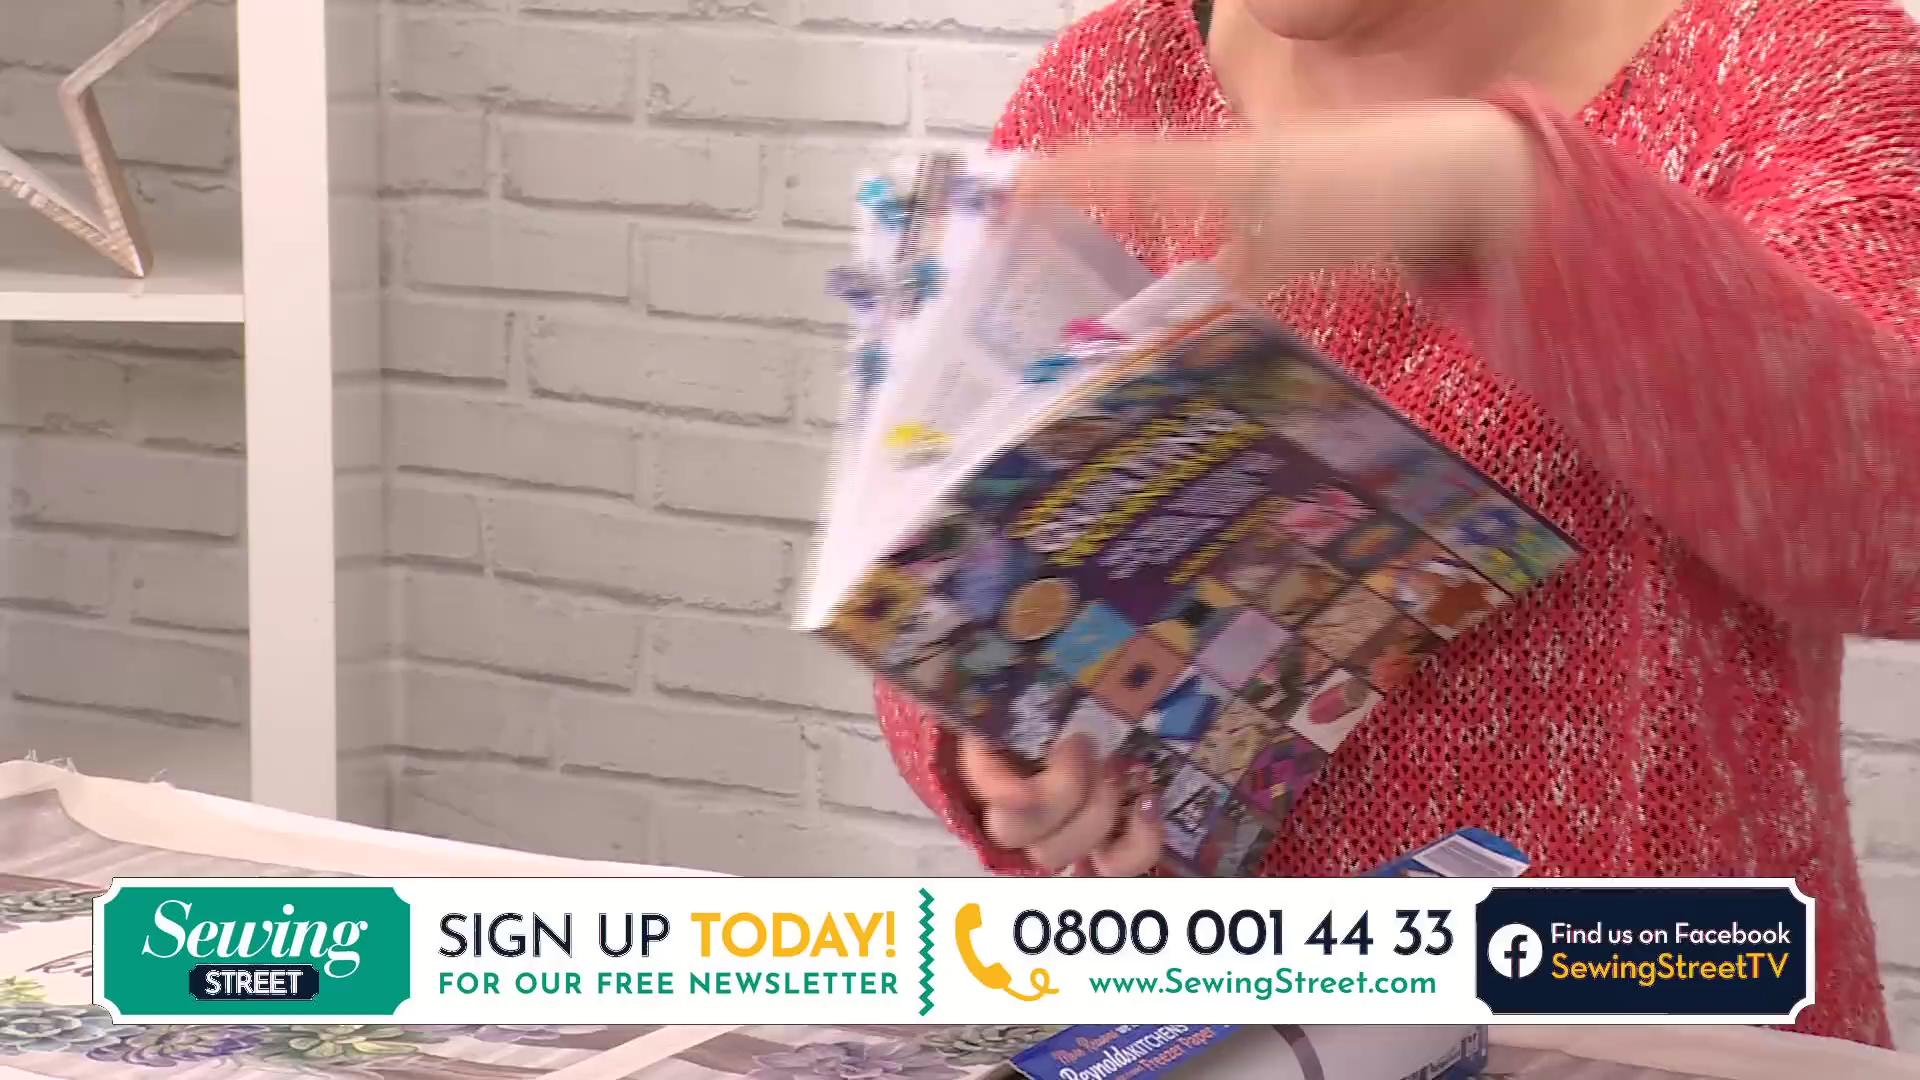 Sewing
STREET
SIGN UP TODAY!
FOR OUR FREE NEWSLETTER
0800 001 44 33
www.SewingStreet.com
Find us on Facebook
SewingStreetTV
ReynoldsKITCHENS
Freezer Paper